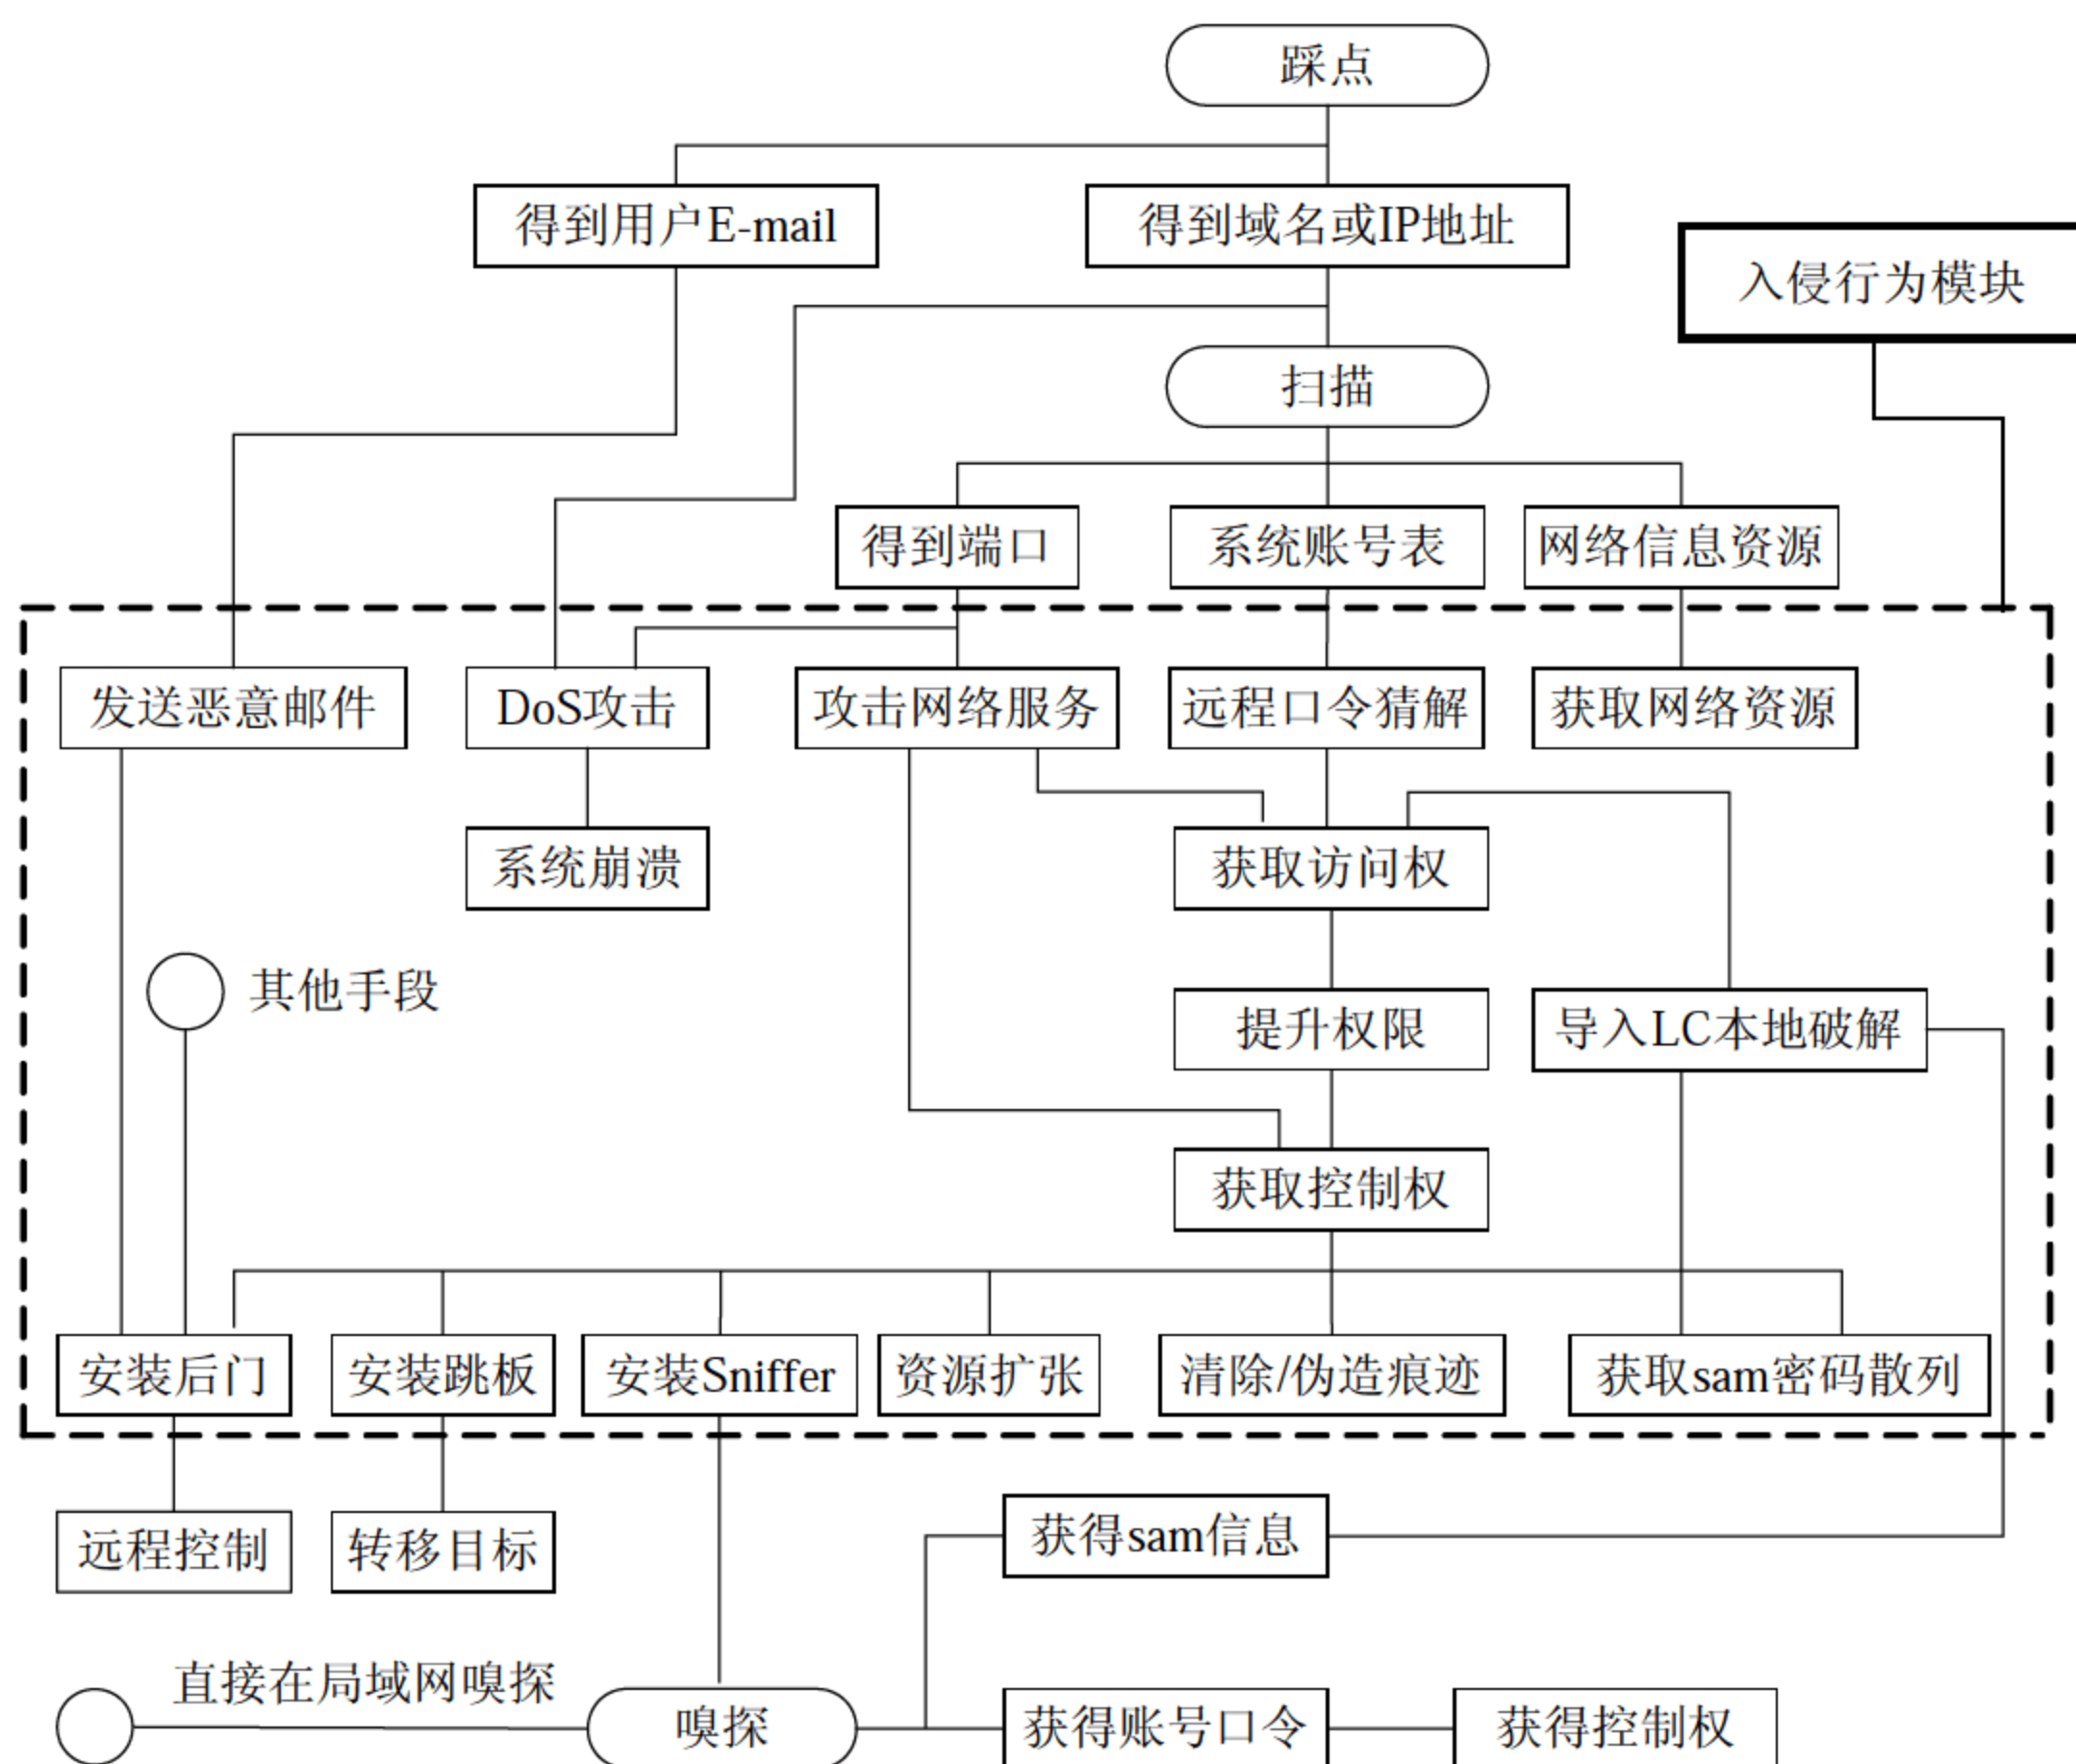 踩点
得到用户E-mail
得到域名或IP地址
入侵行为模块
扫描
得到端口
系统账号表
网络信息资源
发送恶意邮件
DoS攻击
攻击网络服务
远程口令猜解
获取网络资源
系统崩溃
获取访问权
其他手段
提升权限
导入LC本地破解
获取控制权
安装后门
安装跳板
安装Sniffer
资源扩张
清除/伪造痕迹
获取sam密码散列
远程控制
转移目标
获得sam信息
直接在局域网嗅探
嗅探
获得账号口令
获得控制权